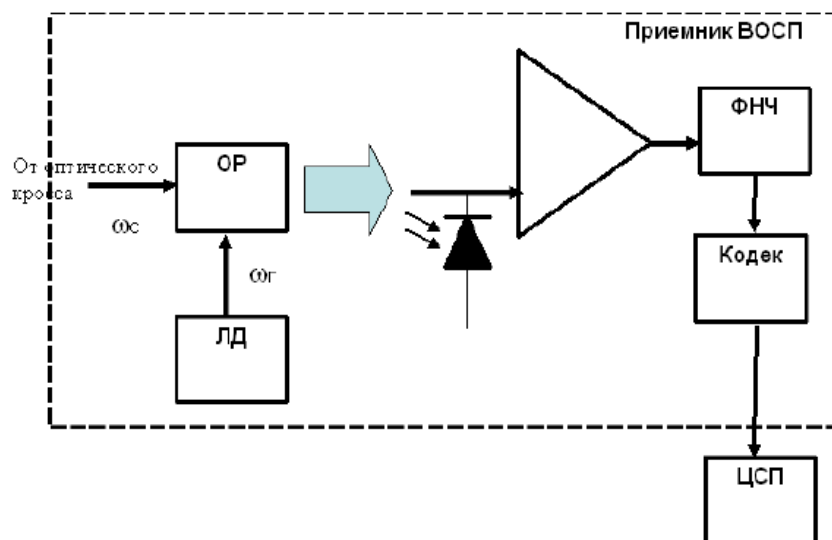 Приемник ВОСП
От оптического
кросса
ОР
ФНЧ
ωс
ωг
Кодек
ЛД
ЦСП